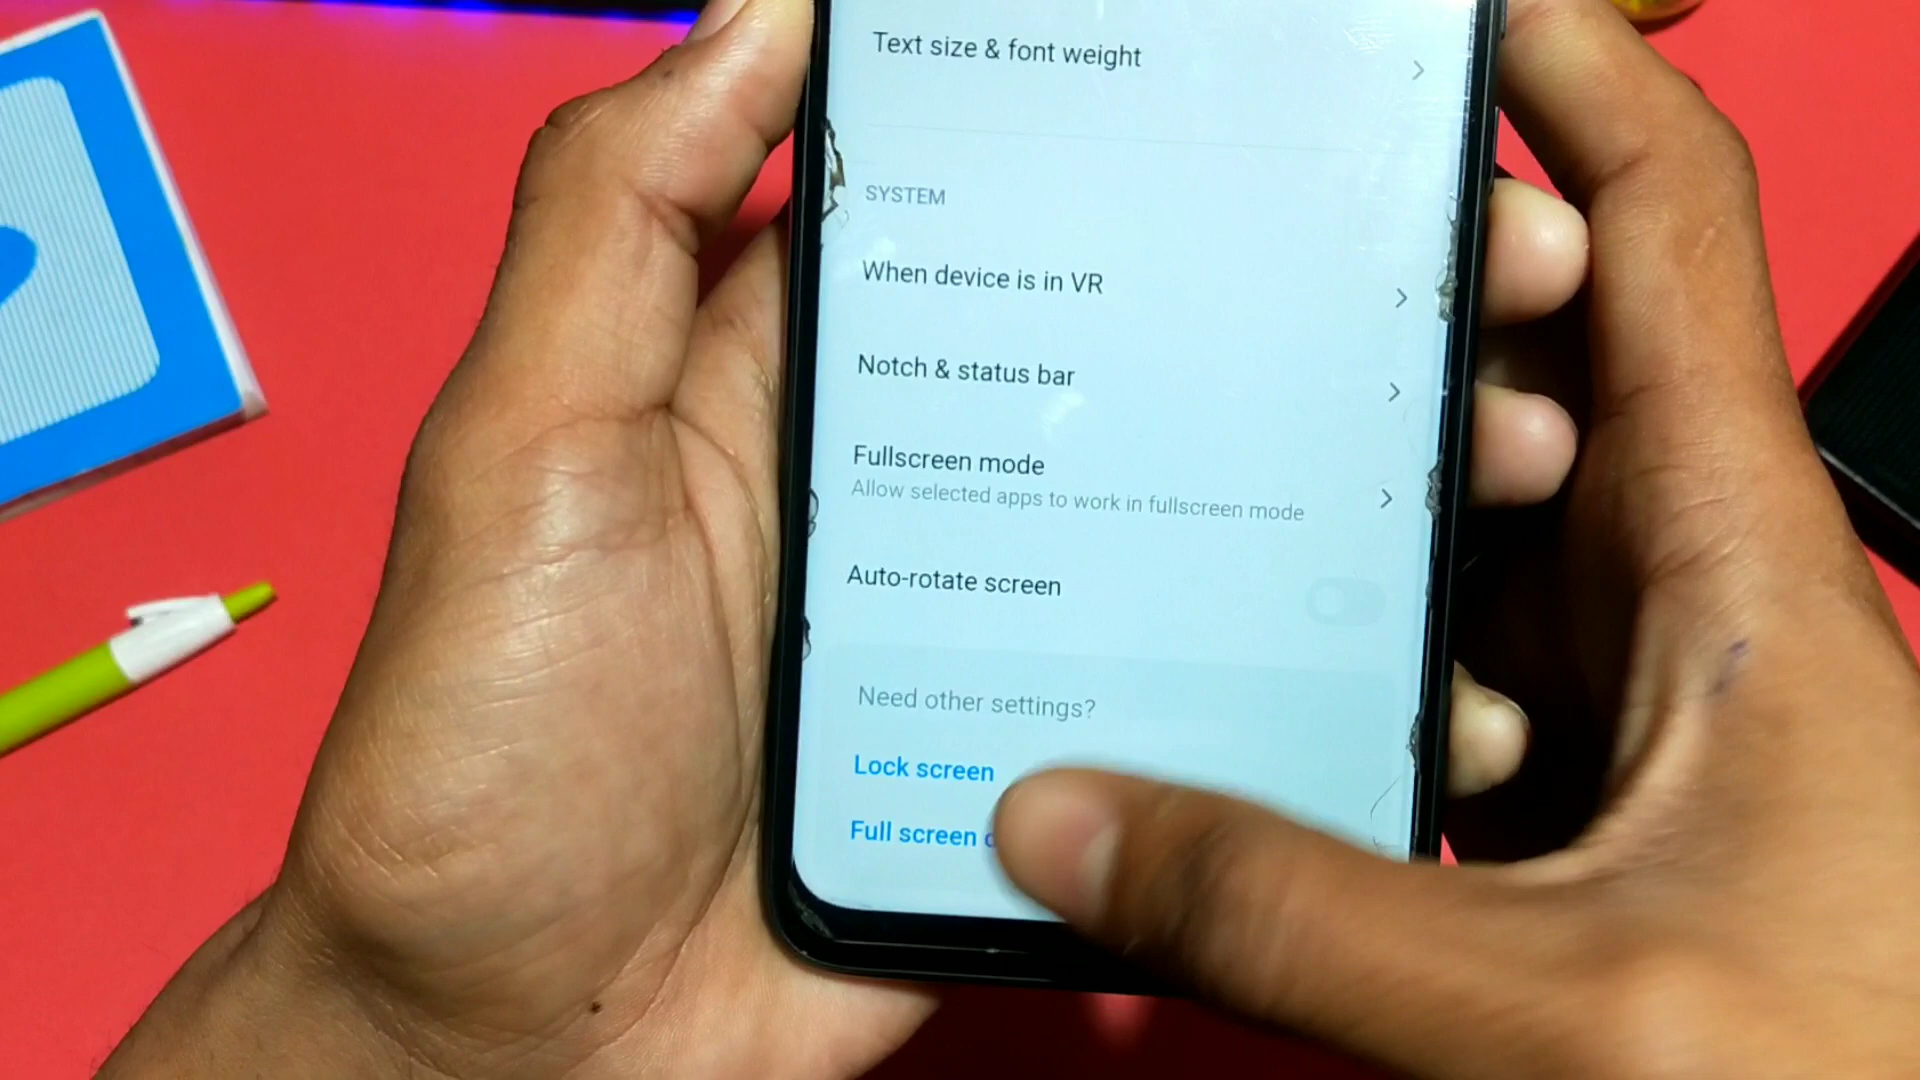 Text size & font weight
SYSTEM
When device is in VR
Notch & status bar
Fullscreen mode
Allow selected apps to work in fullscreen mode
Auto-rotate screen
Need other settings?
Lock screen
Full screen